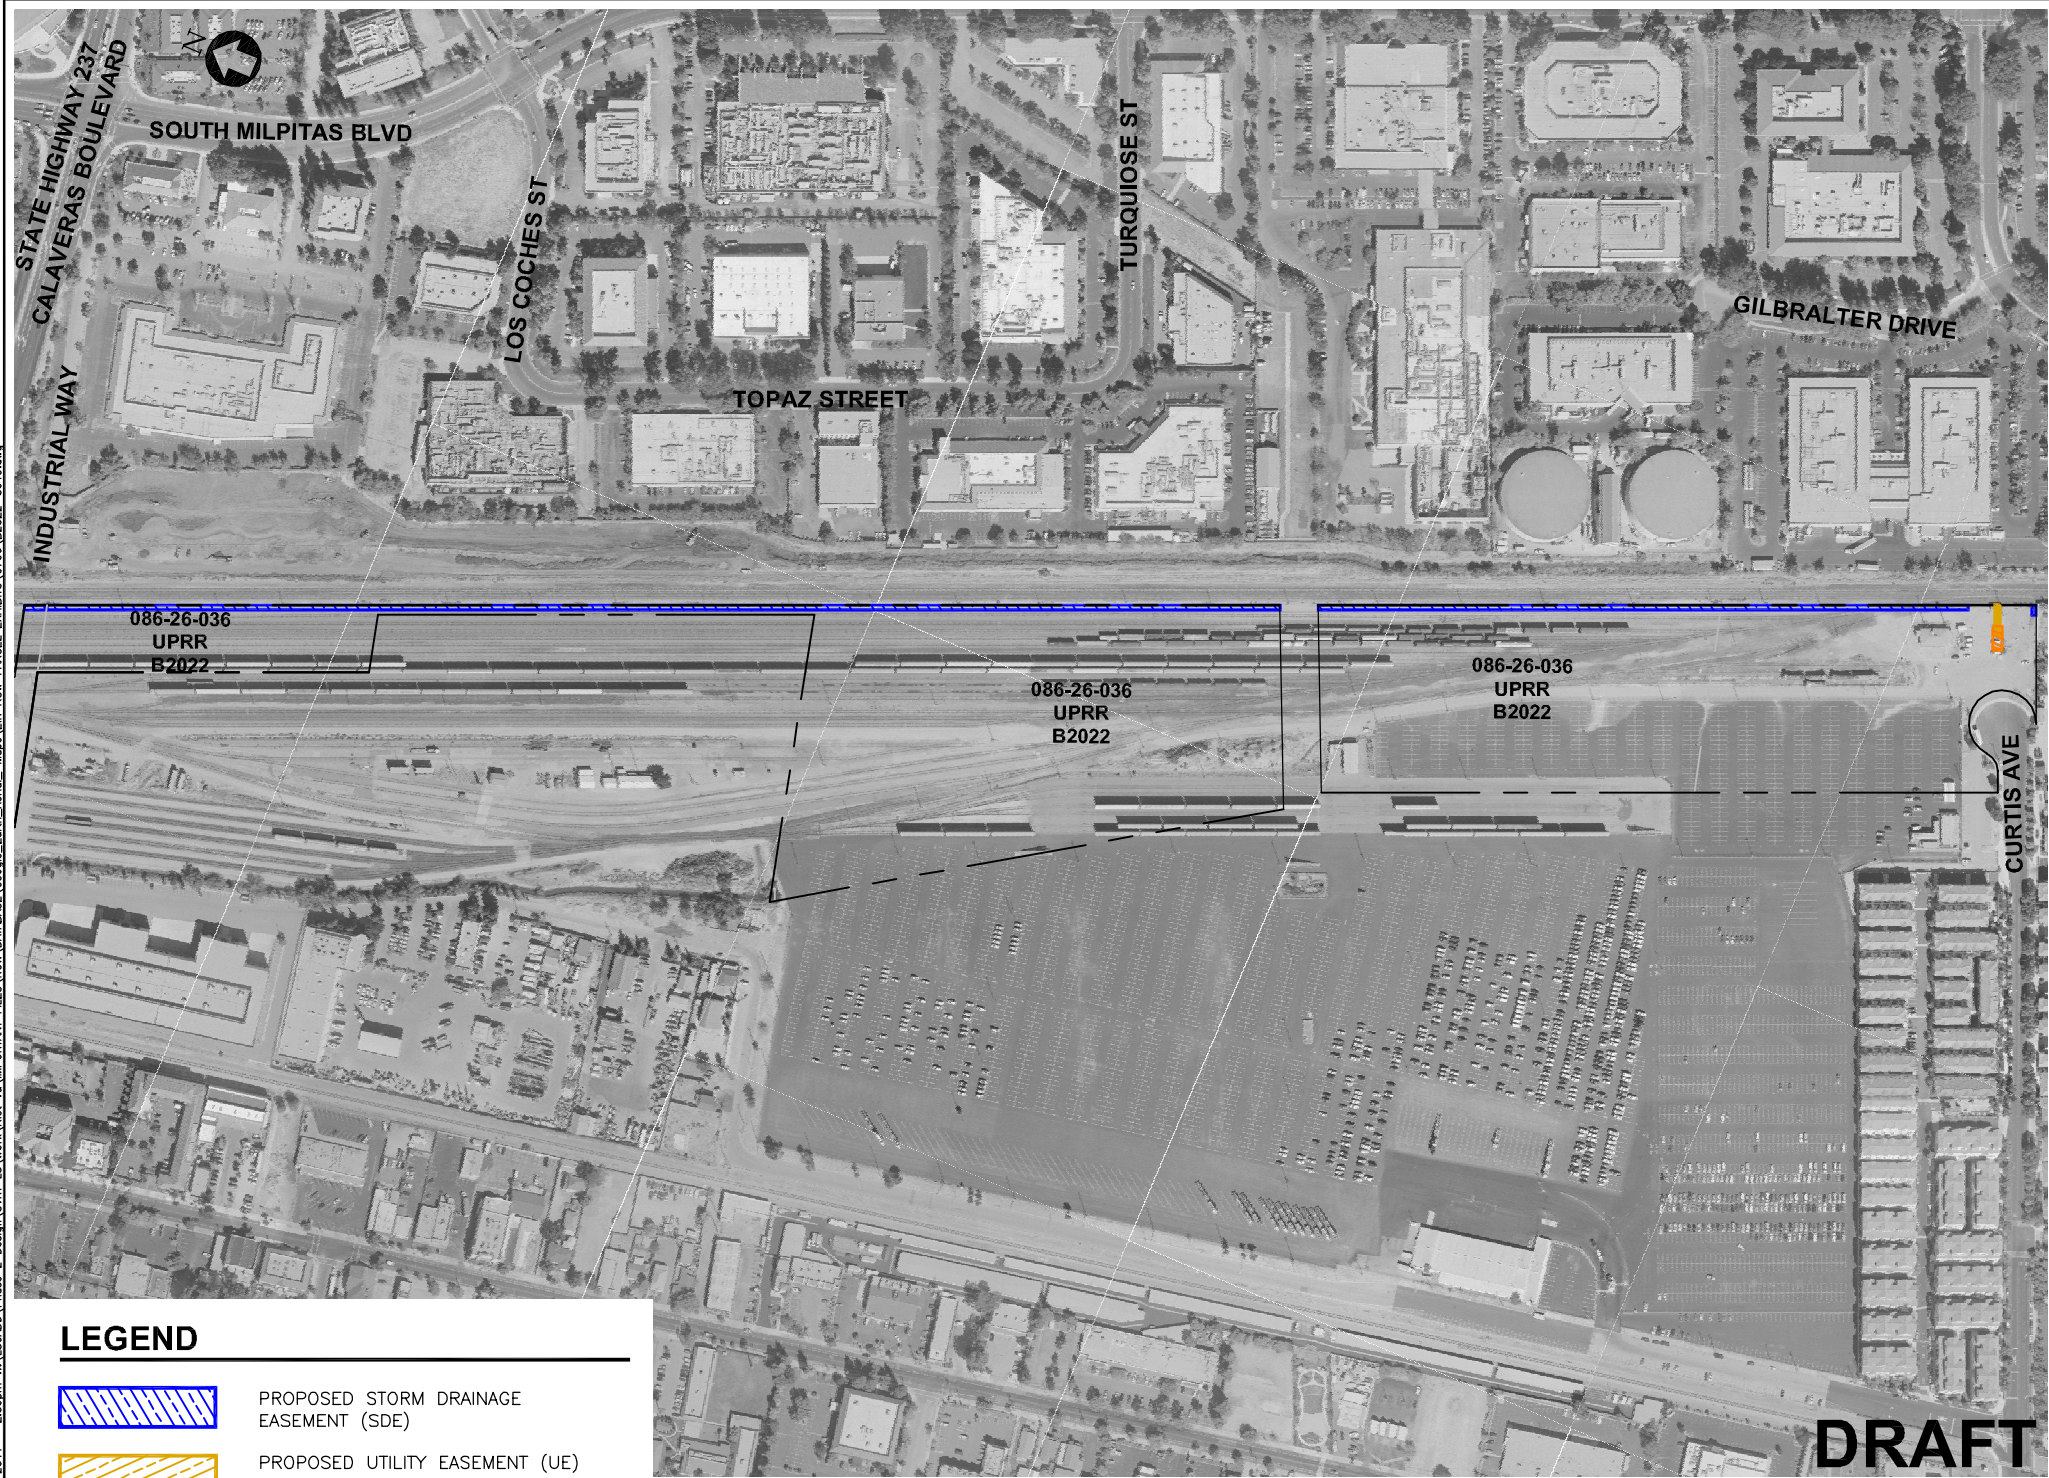 N
STATE HIGHWAY 237
CALAVERAS BOULEVARD
SOUTH MILPITAS BLVD
LOS COCHES ST
TURQUIOSE ST
GILBRALTER DRIVE
TOPAZ STREET
INDUSTRIAL WAY
086-26-036
UPRR
B2022
086-26-036
UPRR
B2022
086-26-036
UPRR
B2022
CURTIS AVE
LEGEND
PROPOSED STORM DRAINAGE
EASEMENT (SDE)
PROPOSED UTILITY EASEMENT (UE)
DRAFT